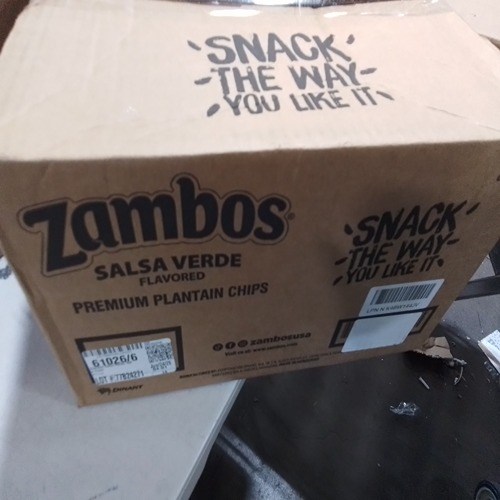 SNACK
THE WAY
YOU LIKE IT
Zambos
SALSA VERDE
FLAVORED
PREMIUM PLANTAIN CHIPS
SNACK
THE WAY
YOU LIKE IT
zambosusa
61026/6
DINANT